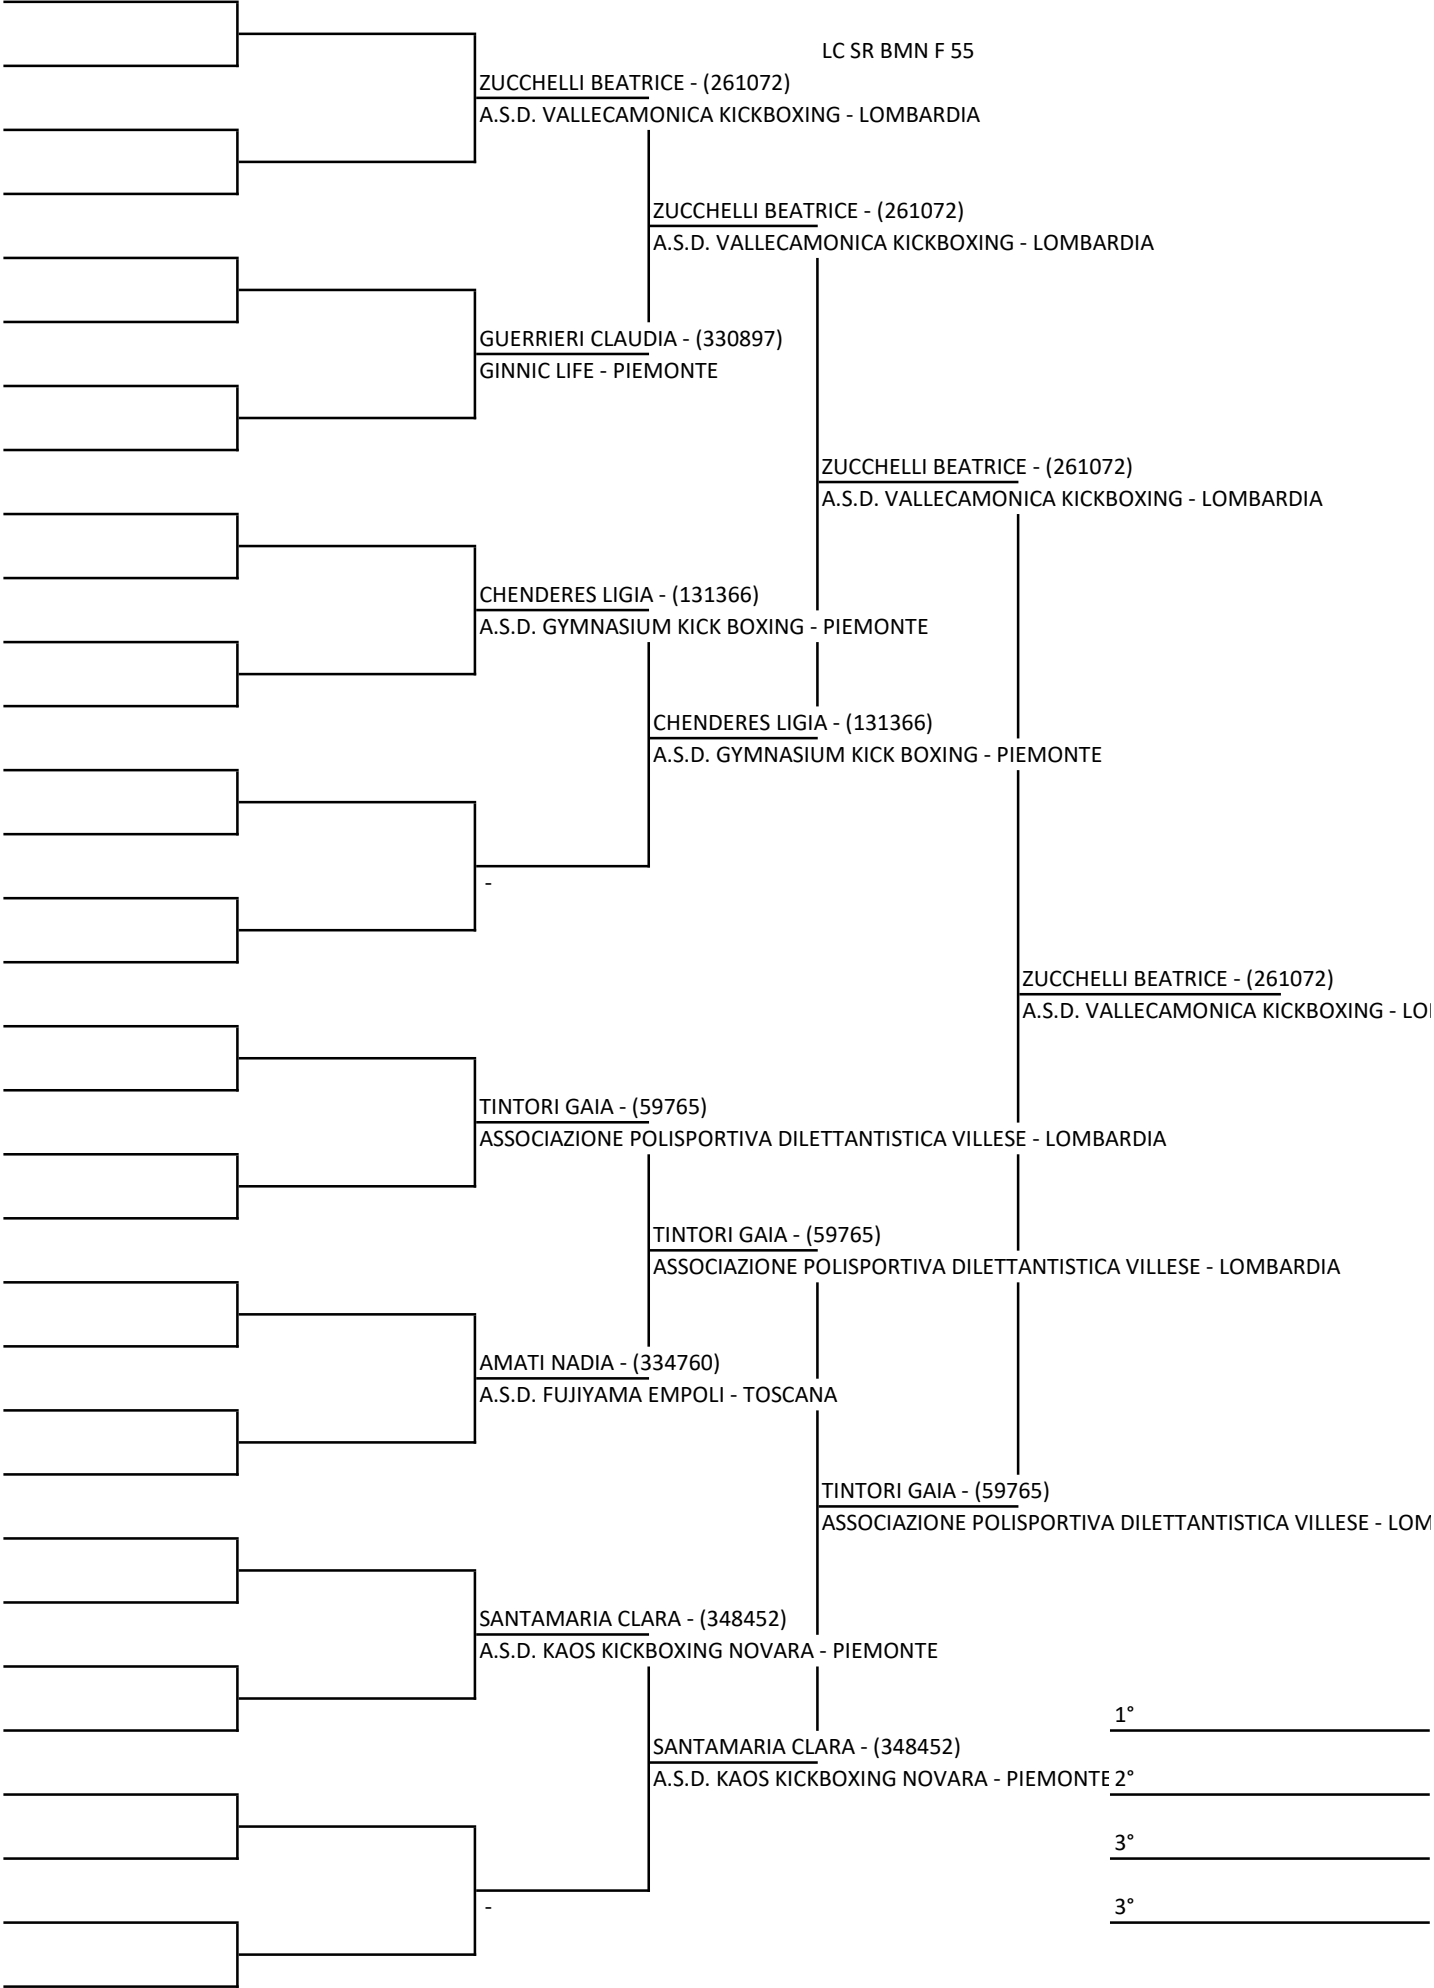 LC SR BMN F 55
ZUCCHELLI BEATRICE - (261072)
A.S.D. VALLECAMONICA KICKBOXING - LOMBARDIA
ZUCCHELLI BEATRICE - (261072)
A.S.D. VALLECAMONICA KICKBOXING - LOMBARDIA
GUERRIERI CLAUDIA - (330897)
GINNIC LIFE - PIEMONTE
ZUCCHELLI BEATRICE - (261072)
A.S.D. VALLECAMONICA KICKBOXING - LOMBARDIA
CHENDERES LIGIA - (131366)
A.S.D. GYMNASIUM KICK BOXING - PIEMONTE
CHENDERES LIGIA - (131366)
A.S.D. GYMNASIUM KICK BOXING - PIEMONTE
-
ZUCCHELLI BEATRICE - (261072)
A.S.D. VALLECAMONICA KICKBOXING - LO
TINTORI GAIA - (59765)
ASSOCIAZIONE POLISPORTIVA DILETTANTISTICA VILLESE - LOMBARDIA
TINTORI GAIA - (59765)
ASSOCIAZIONE POLISPORTIVA DILETTANTISTICA VILLESE - LOMBARDIA
AMATI NADIA - (334760)
A.S.D. FUJIYAMA EMPOLI - TOSCANA
TINTORI GAIA - (59765)
ASSOCIAZIONE POLISPORTIVA DILETTANTISTICA VILLESE - LOM
SANTAMARIA CLARA - (348452)
A.S.D. KAOS KICKBOXING NOVARA - PIEMONTE
1°
SANTAMARIA CLARA - (348452)
A.S.D. KAOS KICKBOXING NOVARA - PIEMONTE 2°
3°
-
3°